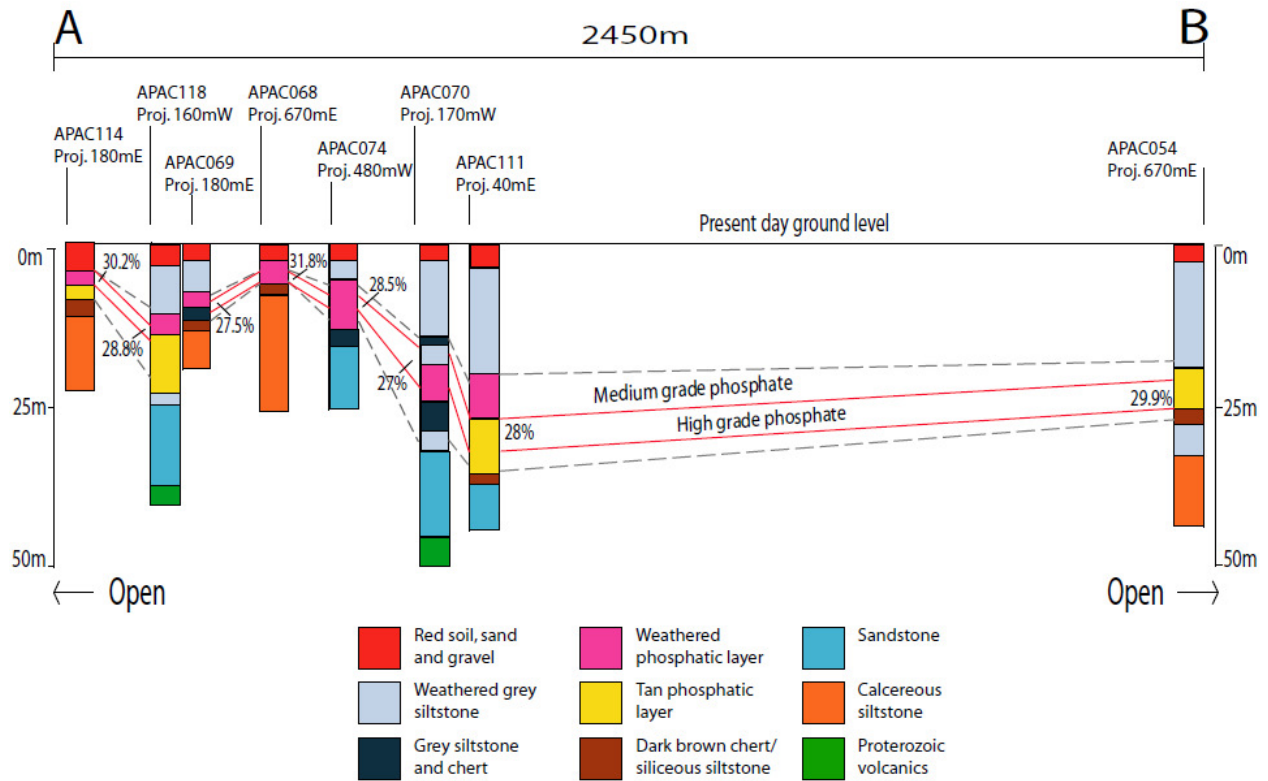 A
B
2450m
APAC118
Proj. 160mW
APAC068
Proj. 670mE
APAC070
Proj. 170mW
APAC114
Proj. 180mE
APAC074
Proj. 480mW
APAC054
Proj. 670mE
APAC069
Proj. 180mE
APAC111
Proj. 40mE
Present day ground level
0m
0m
30.2%
31.8%
28.5%
27.5%
28.8%
27%
Medium grade phosphate
29.9%
25m
25m
High grade phosphate
28%
50m
50m
Open
Open
Red soil, sand
and gravel
Weathered
phosphatic layer
Sandstone
Weathered grey
siltstone
Tan phosphatic
layer
Calcereous
siltstone
Grey siltstone
and chert
Dark brown chert/
siliceous siltstone
Proterozoic
volcanics